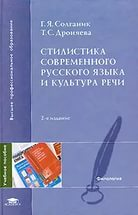 Высшее профессиональное образование
Г.Я. Солганик
Т.С. Дроняева
СТИЛИСТИКА
СОВРЕМЕННОГО
РУССКОГО ЯЗЫКА
И КУЛЬТУРА РЕЧИ
2-е издание
Учебное пособие
Филология